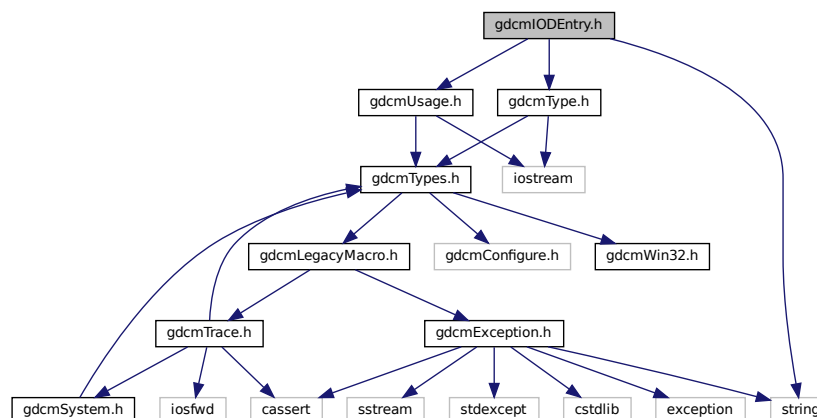 gdcmIODEntry.h
gdcmUsage.h
gdcmType.h
gdcmTypes.h
iostream
gdcmLegacyMacro.h
gdcmConfigure.h
gdcmWin32.h
gdcmTrace.h
gdcmException.h
gdcmSystem.h
iosfwd
cassert
sstream
stdexcept
cstdlib
exception
string